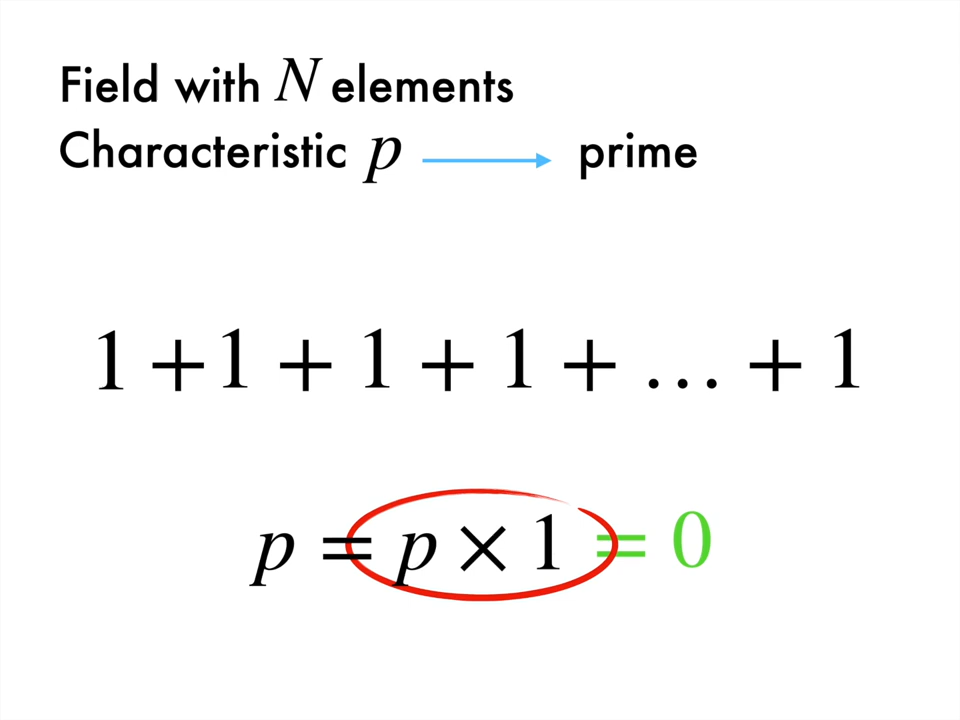 Field with N elements
Characteristic p → prime
1 + 1 + 1 + 1 + … + 1
p = p × 1 = 0